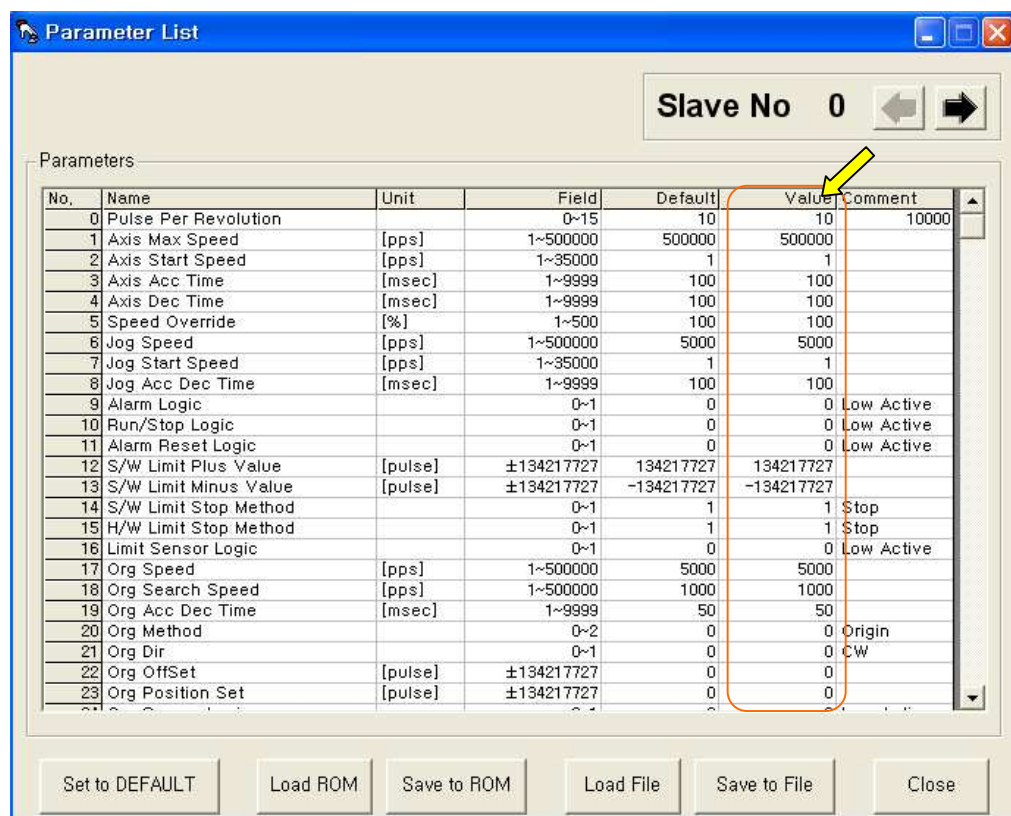 Parameter List
Slave No 0
Parameters
No. Name Unit Field Default Value Comment
0 Pulse Per Revolution 0~15 10 10 10000
1 Axis Max Speed [pps] 1~500000 500000 500000
2 Axis Start Speed [pps] 1~35000 1 1
3 Axis Acc Time [msec] 1~9999 100 100
4 Axis Dec Time [msec] 1~9999 100 100
5 Speed Override [%] 1~500 100 100
6 Jog Speed [pps] 1~500000 5000 5000
7 Jog Start Speed [pps] 1~35000 1 1
8 Jog Acc Dec Time [msec] 1~9999 100 100
9 Alarm Logic 0~1 0 0 Low Active
10 Run/Stop Logic 0~1 0 0 Low Active
11 Alarm Reset Logic 0~1 0 0 Low Active
12 S/W Limit Plus Value [pulse] ±134217727 134217727 134217727
13 S/W Limit Minus Value [pulse] ±134217727 -134217727 -134217727
14 S/W Limit Stop Method 0~1 1 1 Stop
15 H/W Limit Stop Method 0~1 1 1 Stop
16 Limit Sensor Logic 0~1 0 0 Low Active
17 Org Speed [pps] 1~500000 5000 5000
18 Org Search Speed [pps] 1~500000 1000 1000
19 Org Acc Dec Time [msec] 1~9999 50 50
20 Org Method 0~2 0 0 Origin
21 Org Dir 0~1 0 0 CW
22 Org OffSet [pulse] ±134217727 0 0
23 Org Position Set [pulse] ±134217727 0 0
Set to DEFAULT Load ROM Save to ROM Load File Save to File Close